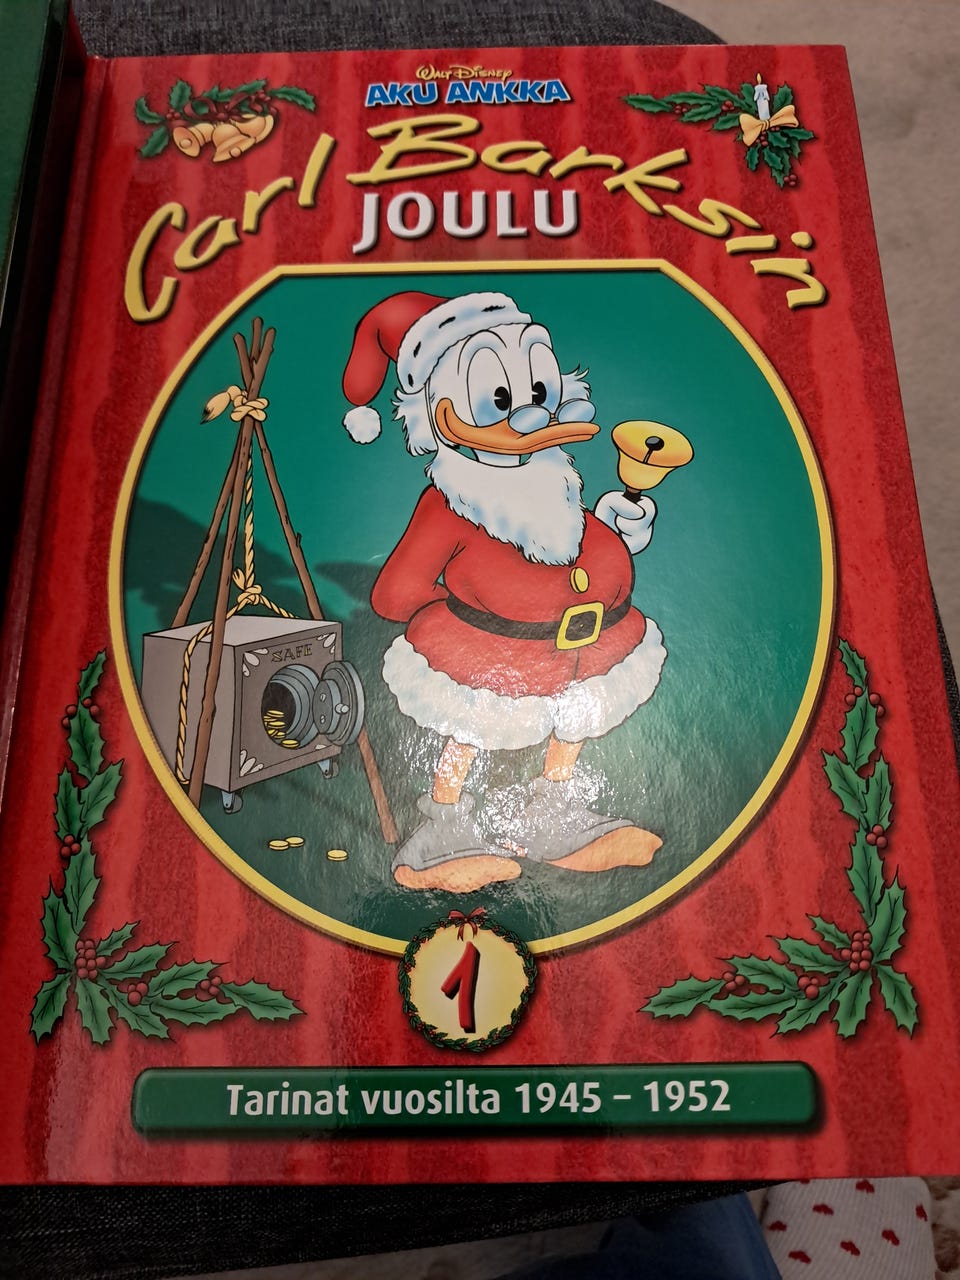 Walt Disney
AKU ANKKA
Carl Barksin
JOULU
SAFE
1
Tarinat vuosilta 1945 – 1952